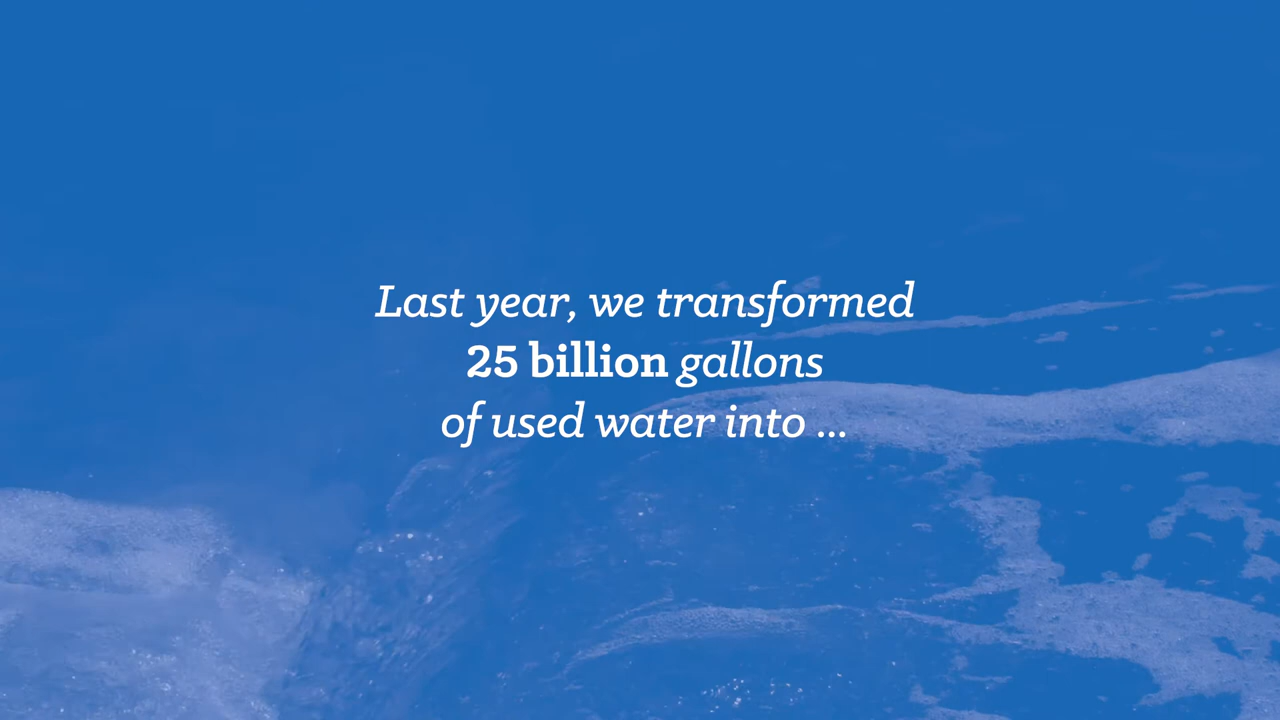 Last year, we transformed
25 billion gallons
of used water into ...